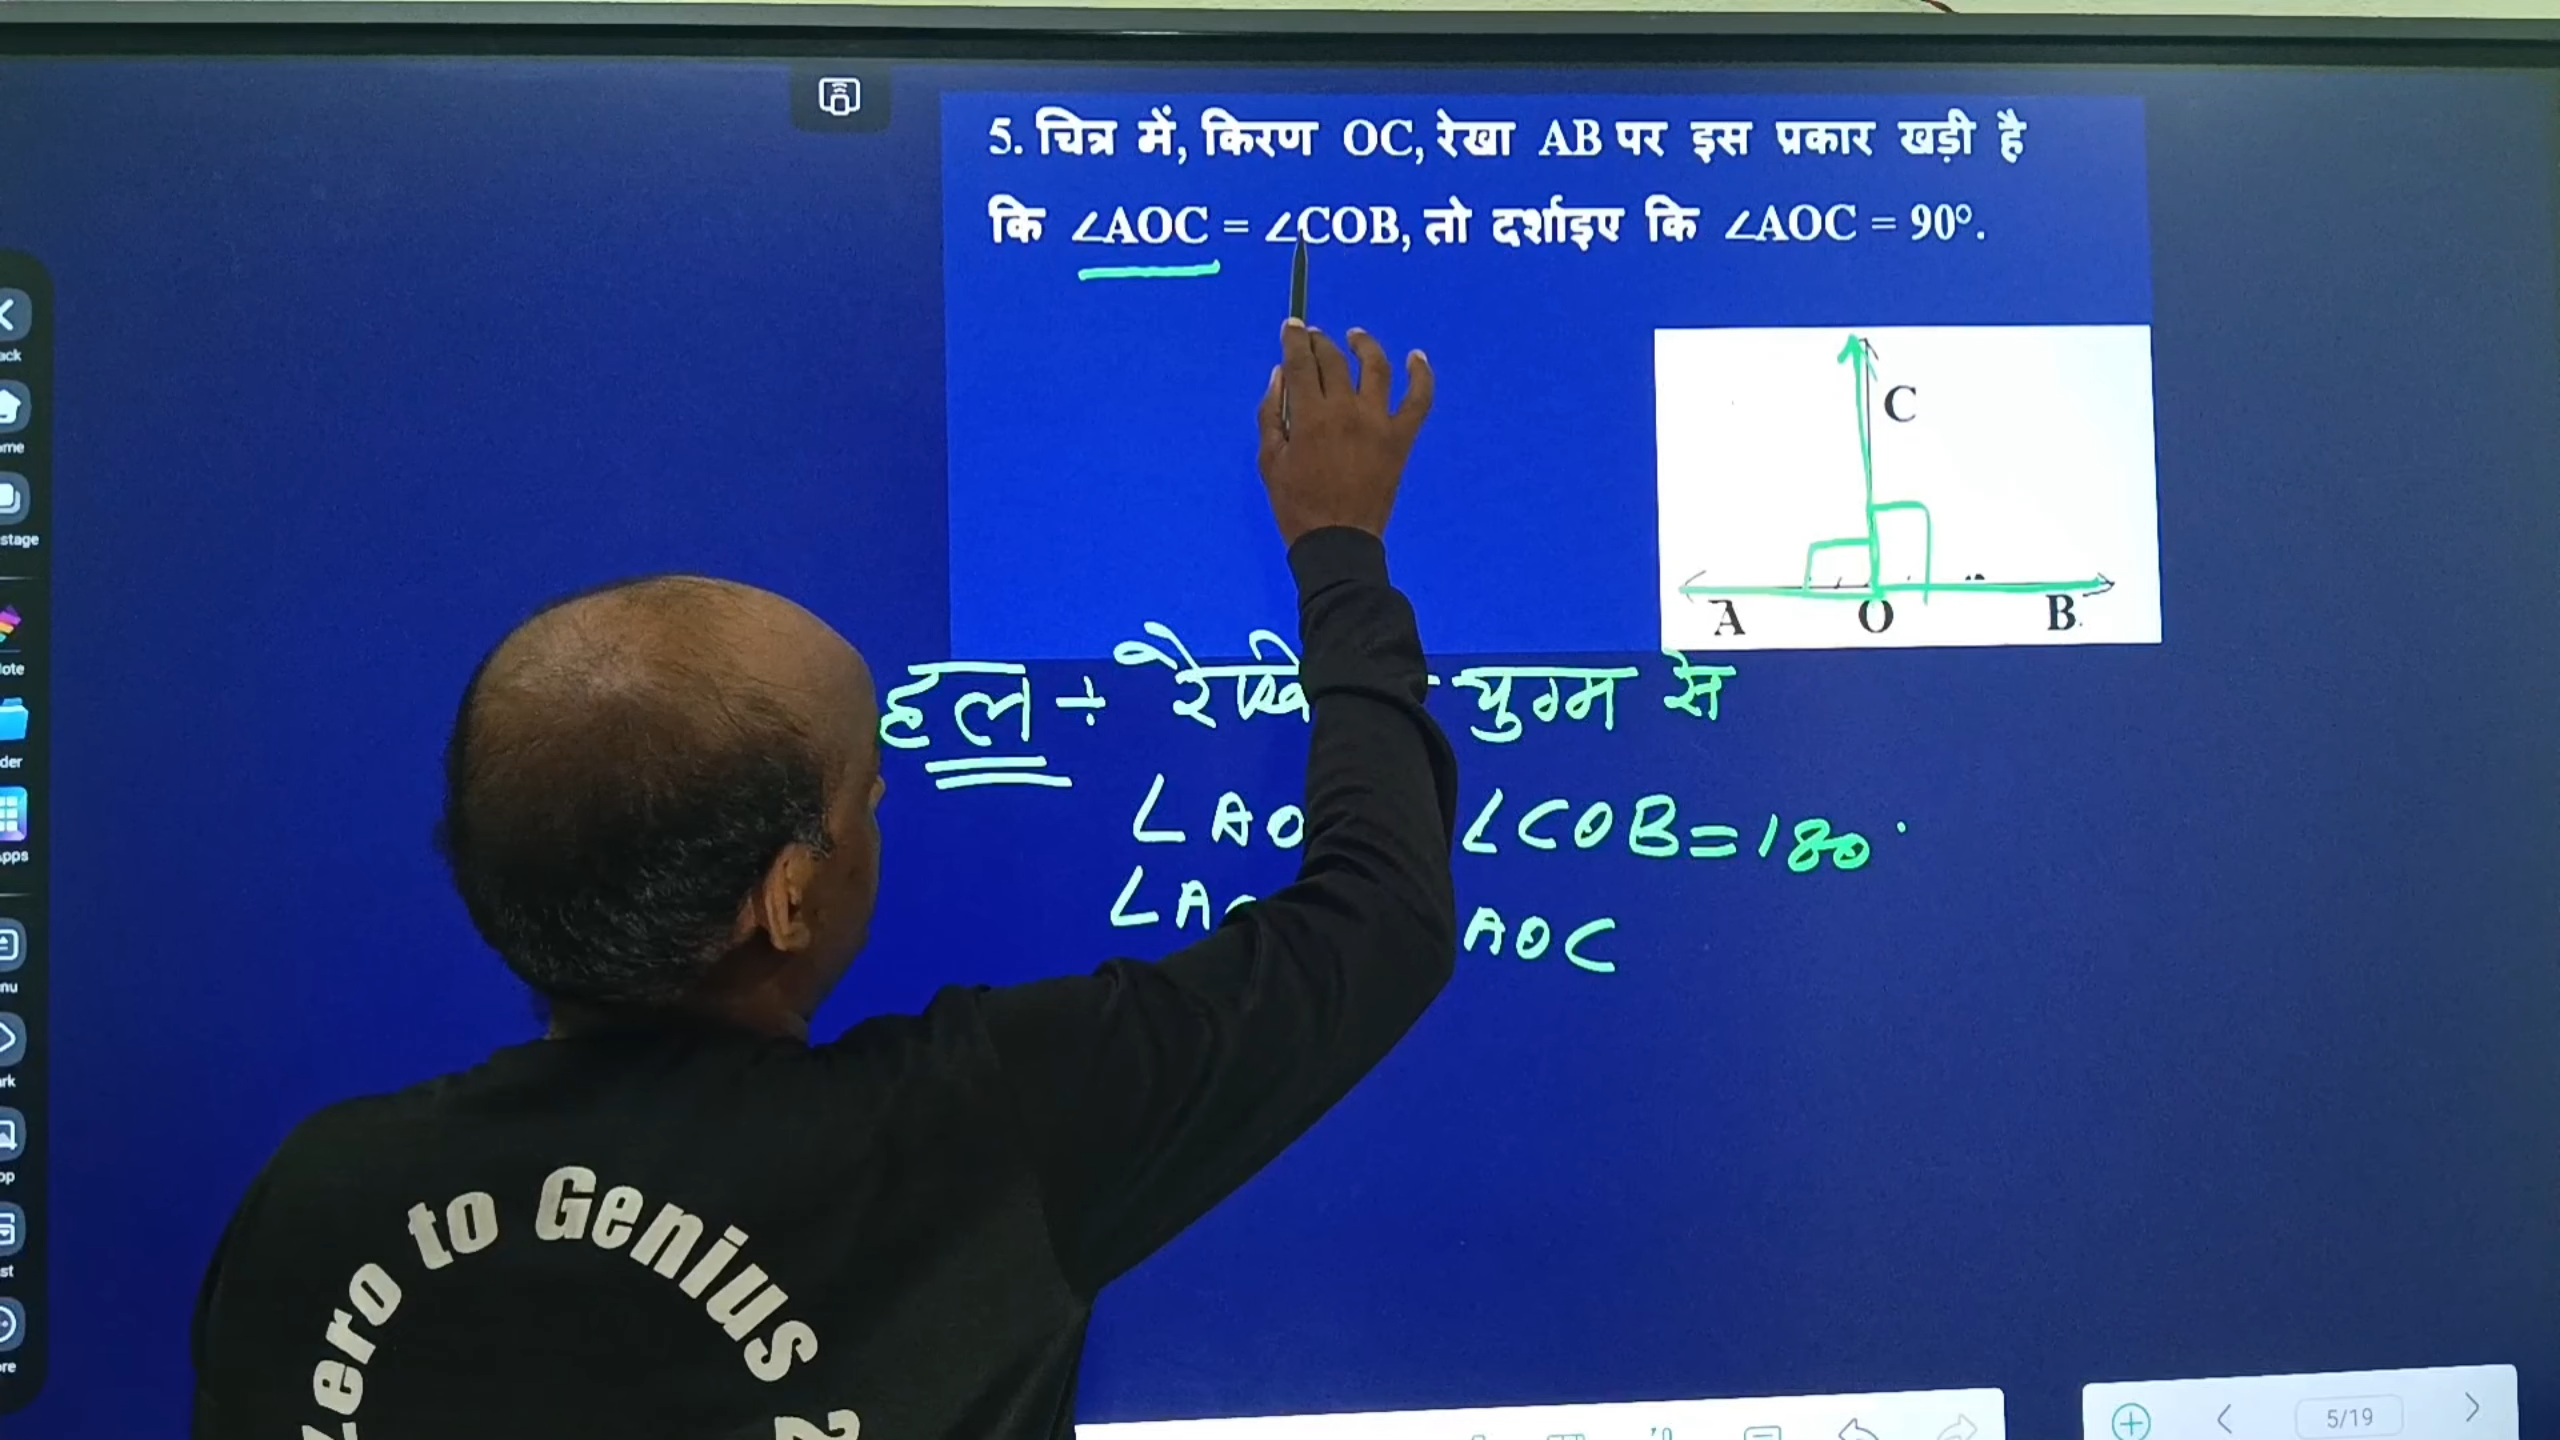 5. चित्र में, किरण OC, रेखा AB पर इस प्रकार खड़ी है
कि ∠AOC = ∠COB, तो दर्शाइए कि ∠AOC = 90°.
C
A O B
हल ÷ युग्म से
∠AO ∠COB = 180°
∠A AOC
Zero to Genius 2
5/19